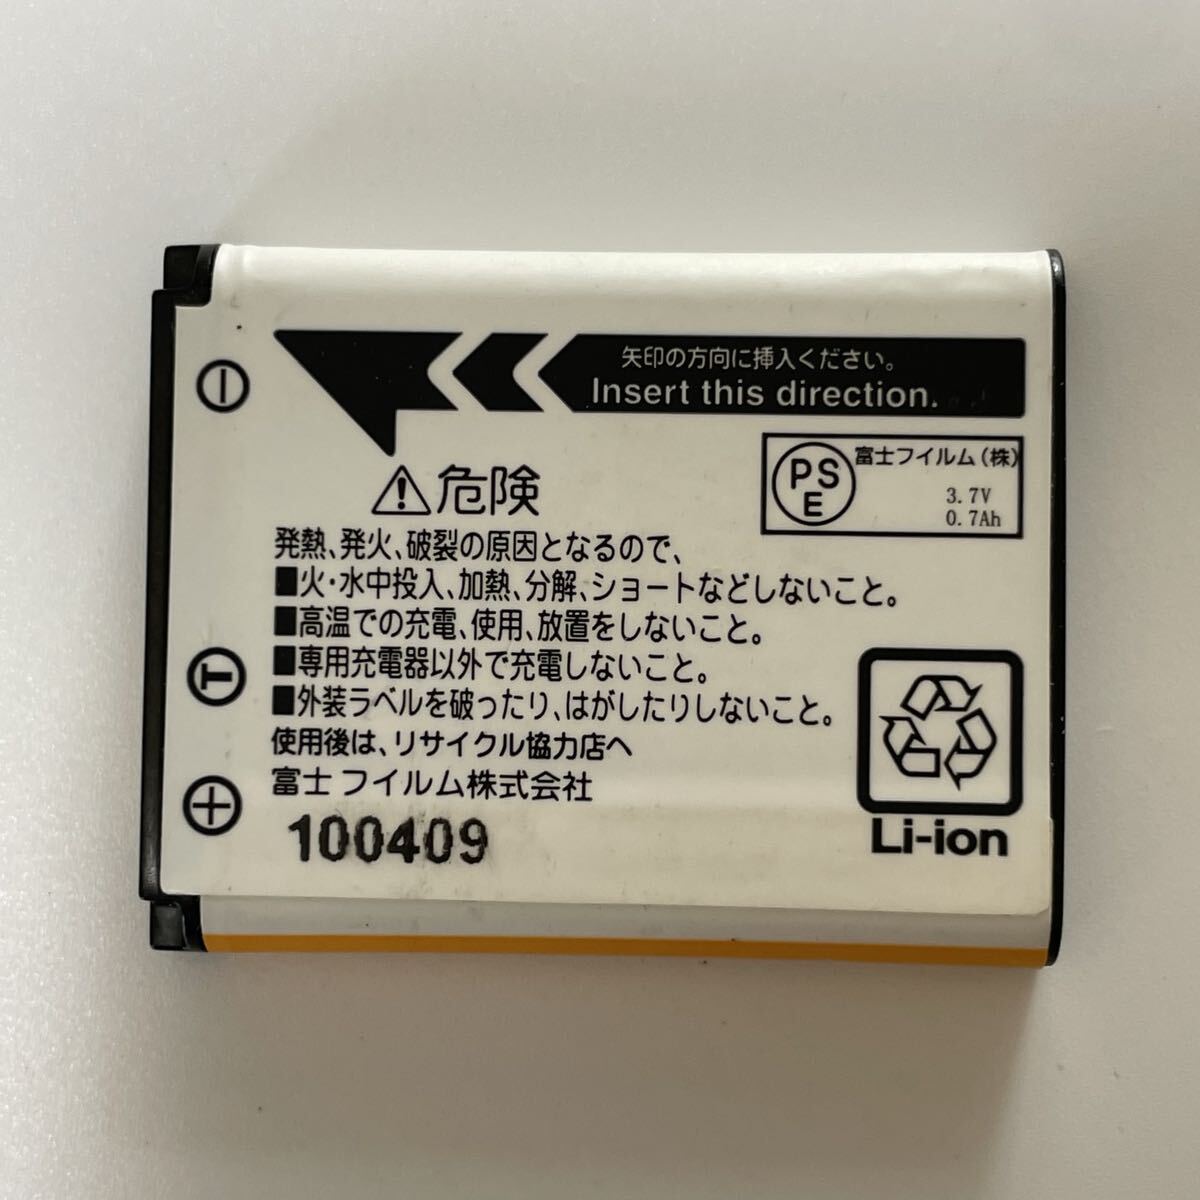 矢印の方向に挿入ください。
Insert this direction.
−
PS
E
富士フイルム(株)
3.7V
0.7Ah
危険
発熱、発火、破裂の原因となるので、
■火・水中投入、加熱、分解、ショートなどしないこと。
■高温での充電、使用、放置をしないこと。
■専用充電器以外で充電しないこと。
■外装ラベルを破ったり、はがしたりしないこと。
使用後は、リサイクル協力店へ
富士フイルム株式会社
T
+
100409
Li-ion